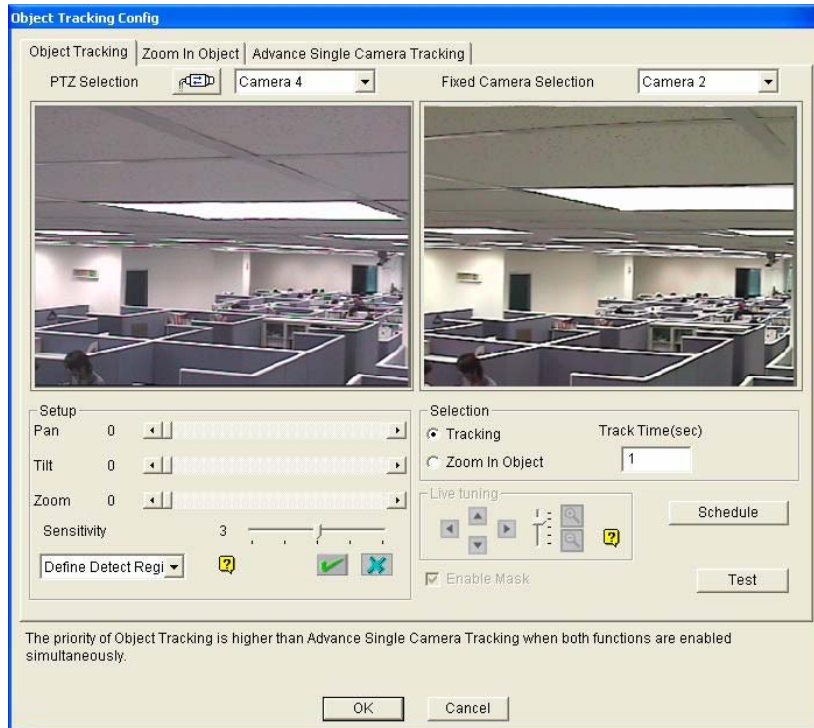 Object Tracking Config
Object Tracking Zoom In Object Advance Single Camera Tracking
PTZ Selection Camera 4 Fixed Camera Selection Camera 2
Setup
Pan 0
Tilt 0
Zoom 0
Sensitivity 3
Define Detect Regi
Selection
Tracking Track Time(sec)
Zoom In Object 1
Live tuning
Schedule
Enable Mask
Test
The priority of Object Tracking is higher than Advance Single Camera Tracking when both functions are enabled
simultaneously.
OK Cancel